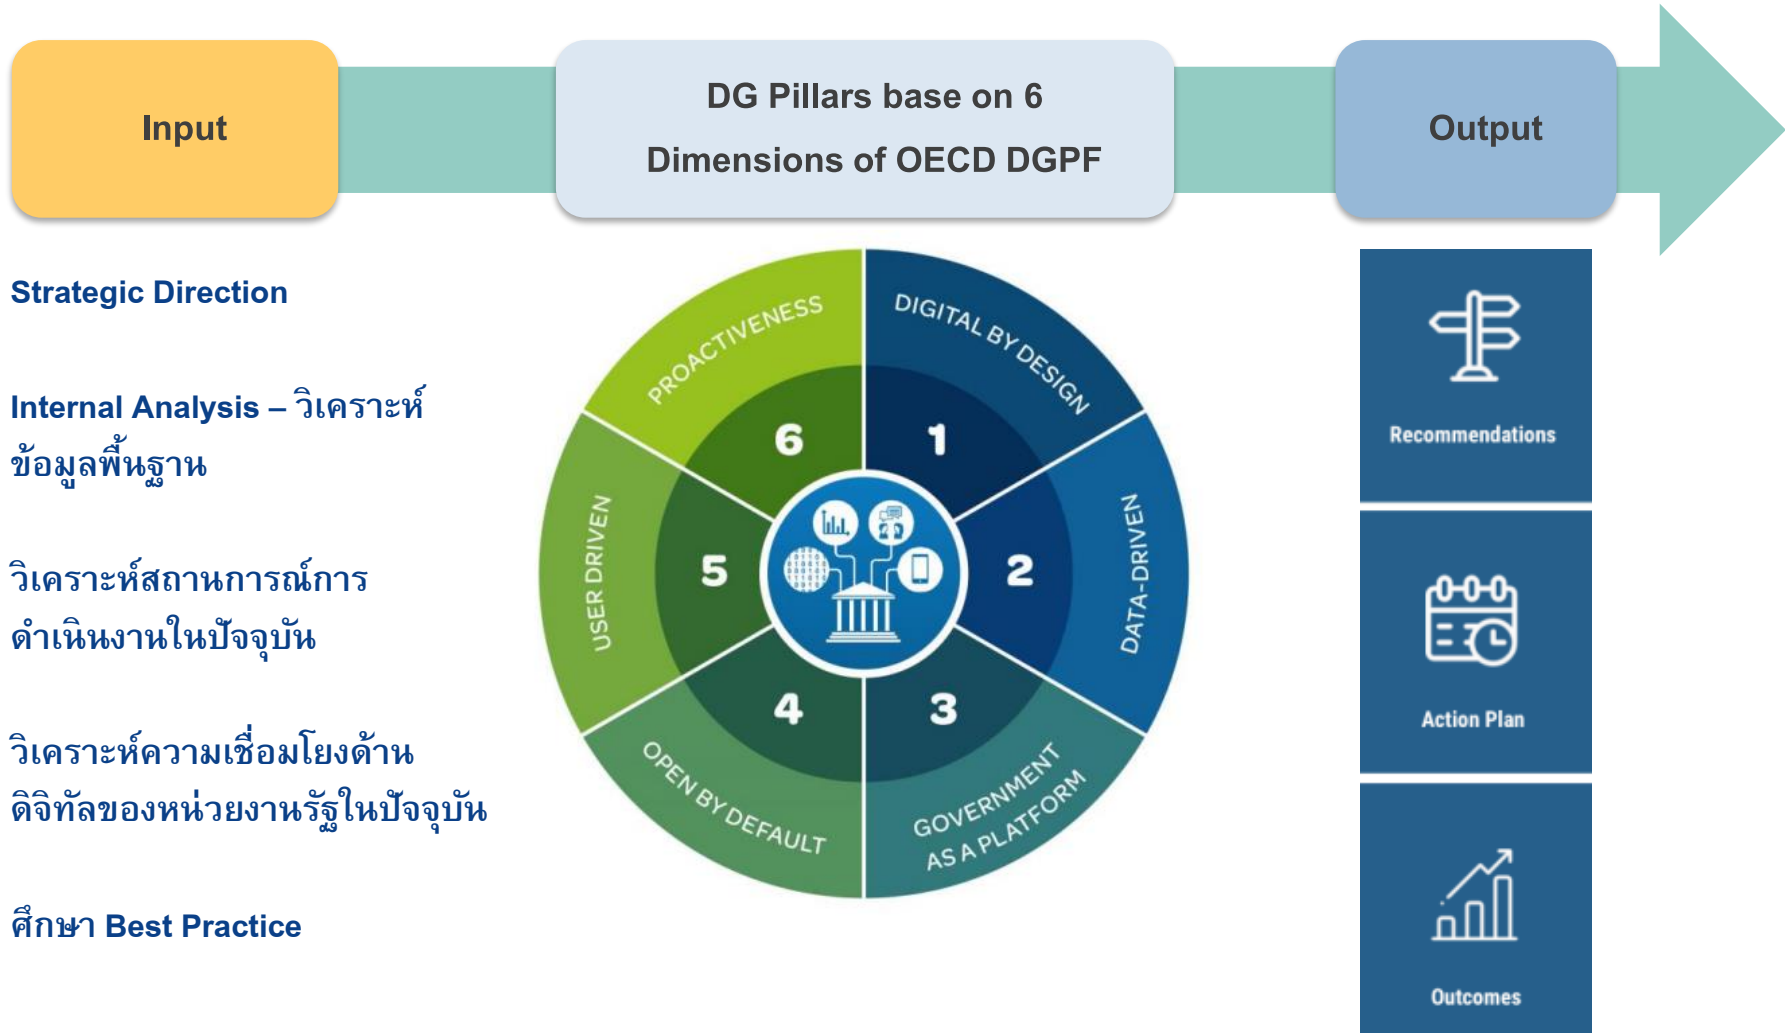 Input
DG Pillars base on 6
Dimensions of OECD DGPF
Output
Strategic Direction
Internal Analysis – วิเคราะห์
ข้อมูลพื้นฐาน
วิเคราะห์สถานการณ์การ
ดำเนินงานในปัจจุบัน
วิเคราะห์ความเชื่อมโยงด้าน
ดิจิทัลของหน่วยงานรัฐในปัจจุบัน
ศึกษา Best Practice
DIGITAL BY DESIGN
1
DATA-DRIVEN
2
GOVERNMENT
AS A PLATFORM
3
OPEN BY DEFAULT
4
USER DRIVEN
5
PROACTIVENESS
6
Recommendations
Action Plan
Outcomes